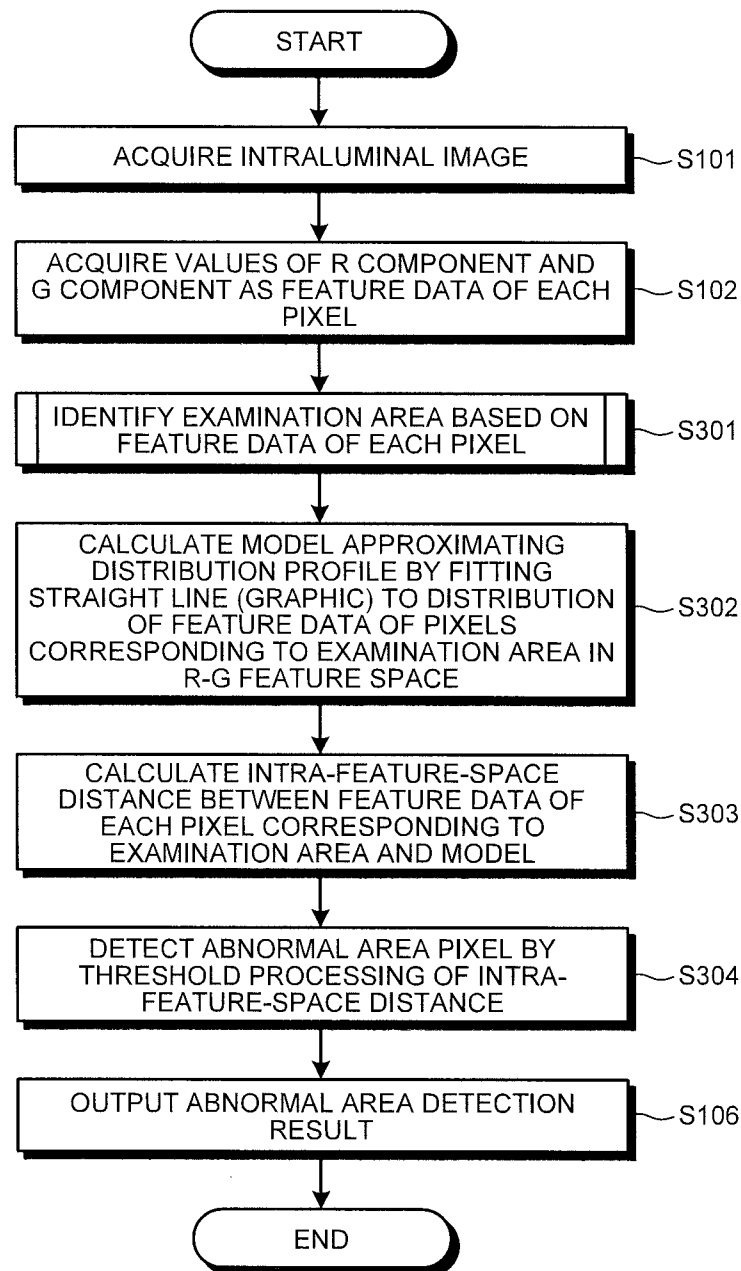 START
ACQUIRE INTRALUMINAL IMAGE
S101
ACQUIRE VALUES OF R COMPONENT AND
G COMPONENT AS FEATURE DATA OF EACH
PIXEL
S102
IDENTIFY EXAMINATION AREA BASED ON
FEATURE DATA OF EACH PIXEL
S301
CALCULATE MODEL APPROXIMATING
DISTRIBUTION PROFILE BY FITTING
STRAIGHT LINE (GRAPHIC) TO DISTRIBUTION
OF FEATURE DATA OF PIXELS
CORRESPONDING TO EXAMINATION AREA IN
R-G FEATURE SPACE
S302
CALCULATE INTRA-FEATURE-SPACE
DISTANCE BETWEEN FEATURE DATA OF
EACH PIXEL CORRESPONDING TO
EXAMINATION AREA AND MODEL
S303
DETECT ABNORMAL AREA PIXEL BY
THRESHOLD PROCESSING OF INTRA-
FEATURE-SPACE DISTANCE
S304
OUTPUT ABNORMAL AREA DETECTION
RESULT
S106
END